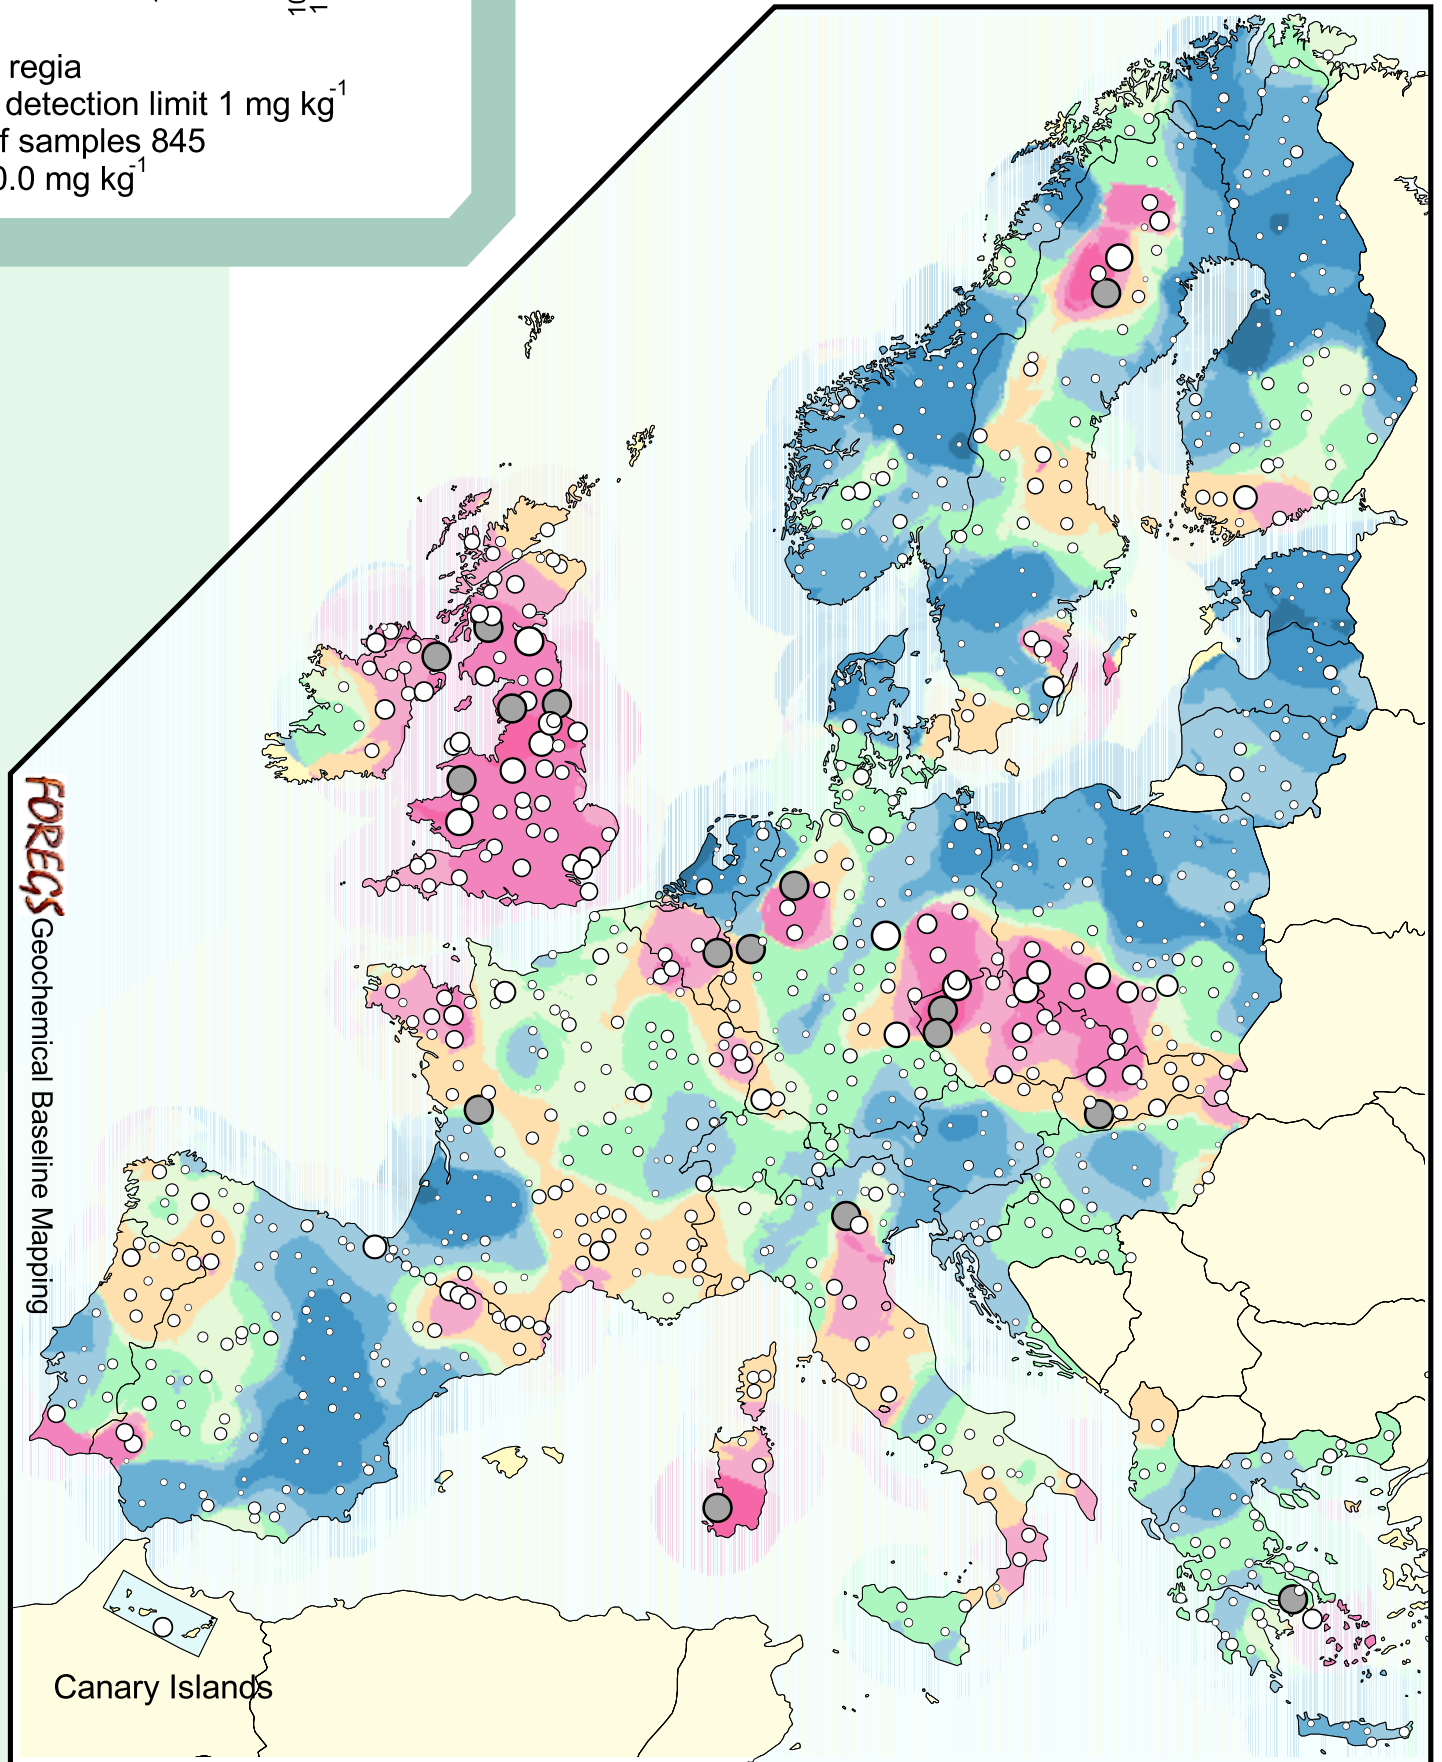 regia
detection limit 1 mg kg-1
f samples 845
0.0 mg kg-1
FOREGS Geochemical Baseline Mapping
Canary Islands